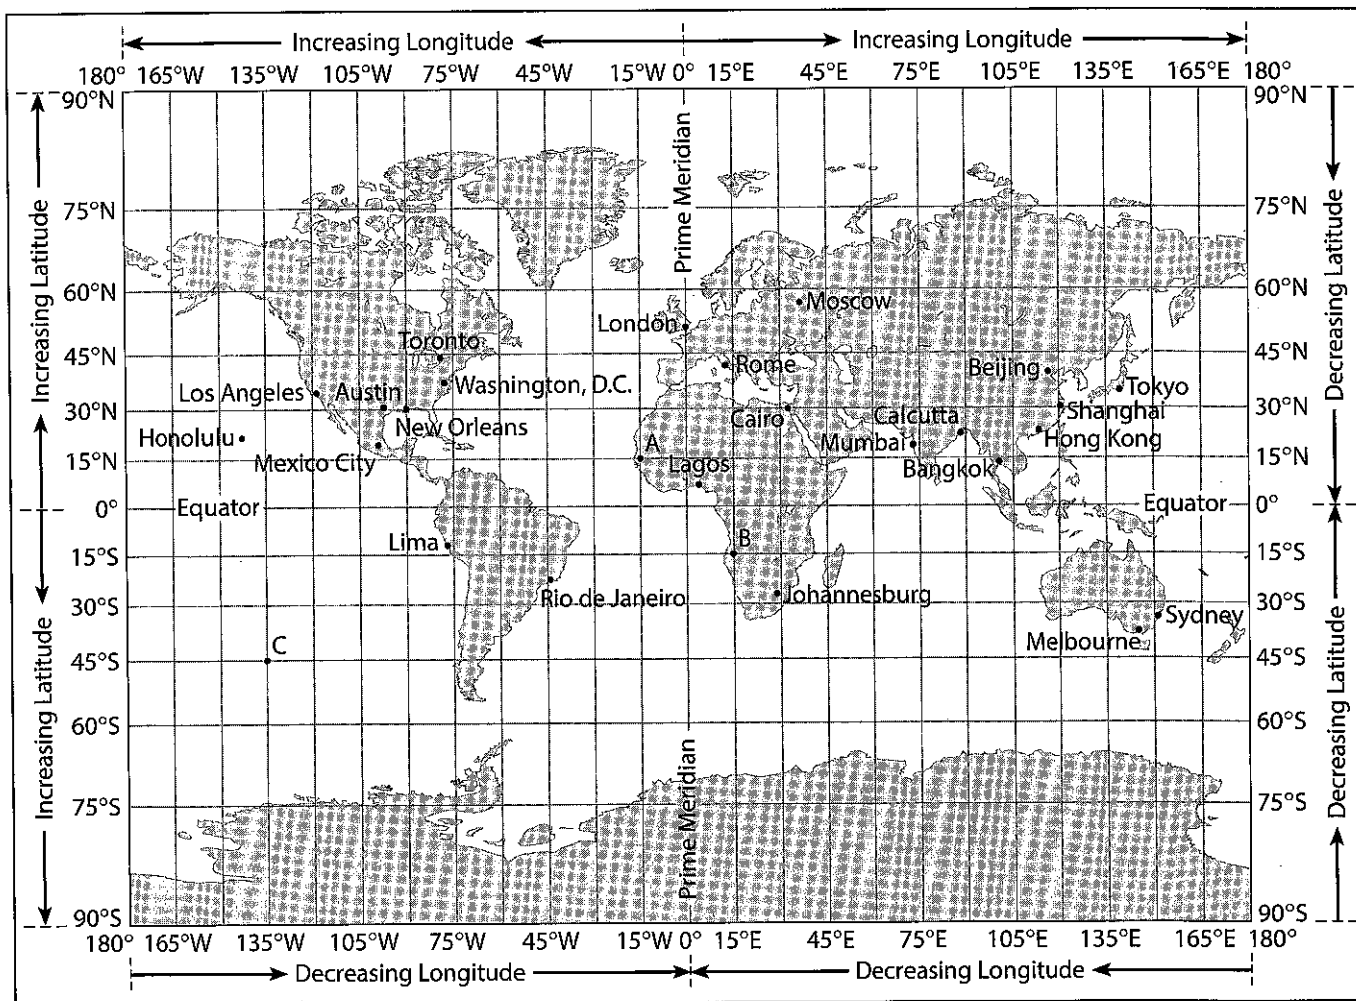 Increasing Longitude
Increasing Longitude
180° 165°W 135°W 105°W 75°W 45°W 15°W 0° 15°E 45°E 75°E 105°E 135°E 165°E 180°
90°N
90°N
Increasing Latitude
Decreasing Latitude
Prime Meridian
75°N
75°N
60°N
60°N
Moscow
London
Toronto
45°N
45°N
Rome
Beijing
Washington, D.C.
Tokyo
Los Angeles
Austin
30°N
30°N
Cairo
Calcutta
Shanghai
New Orleans
Honolulu
A
Mumbai
Hong Kong
Mexico City
15°N
15°N
Lagos
Bangkok
0°
Equator
Equator
0°
Lima
B
15°S
15°S
Rio de Janeiro
Johannesburg
30°S
30°S
Sydney
Melbourne
C
45°S
45°S
Increasing Latitude
Decreasing Latitude
60°S
60°S
Prime Meridian
75°S
75°S
90°S
90°S
180° 165°W 135°W 105°W 75°W 45°W 15°W 0° 15°E 45°E 75°E 105°E 135°E 165°E 180°
Decreasing Longitude
Decreasing Longitude